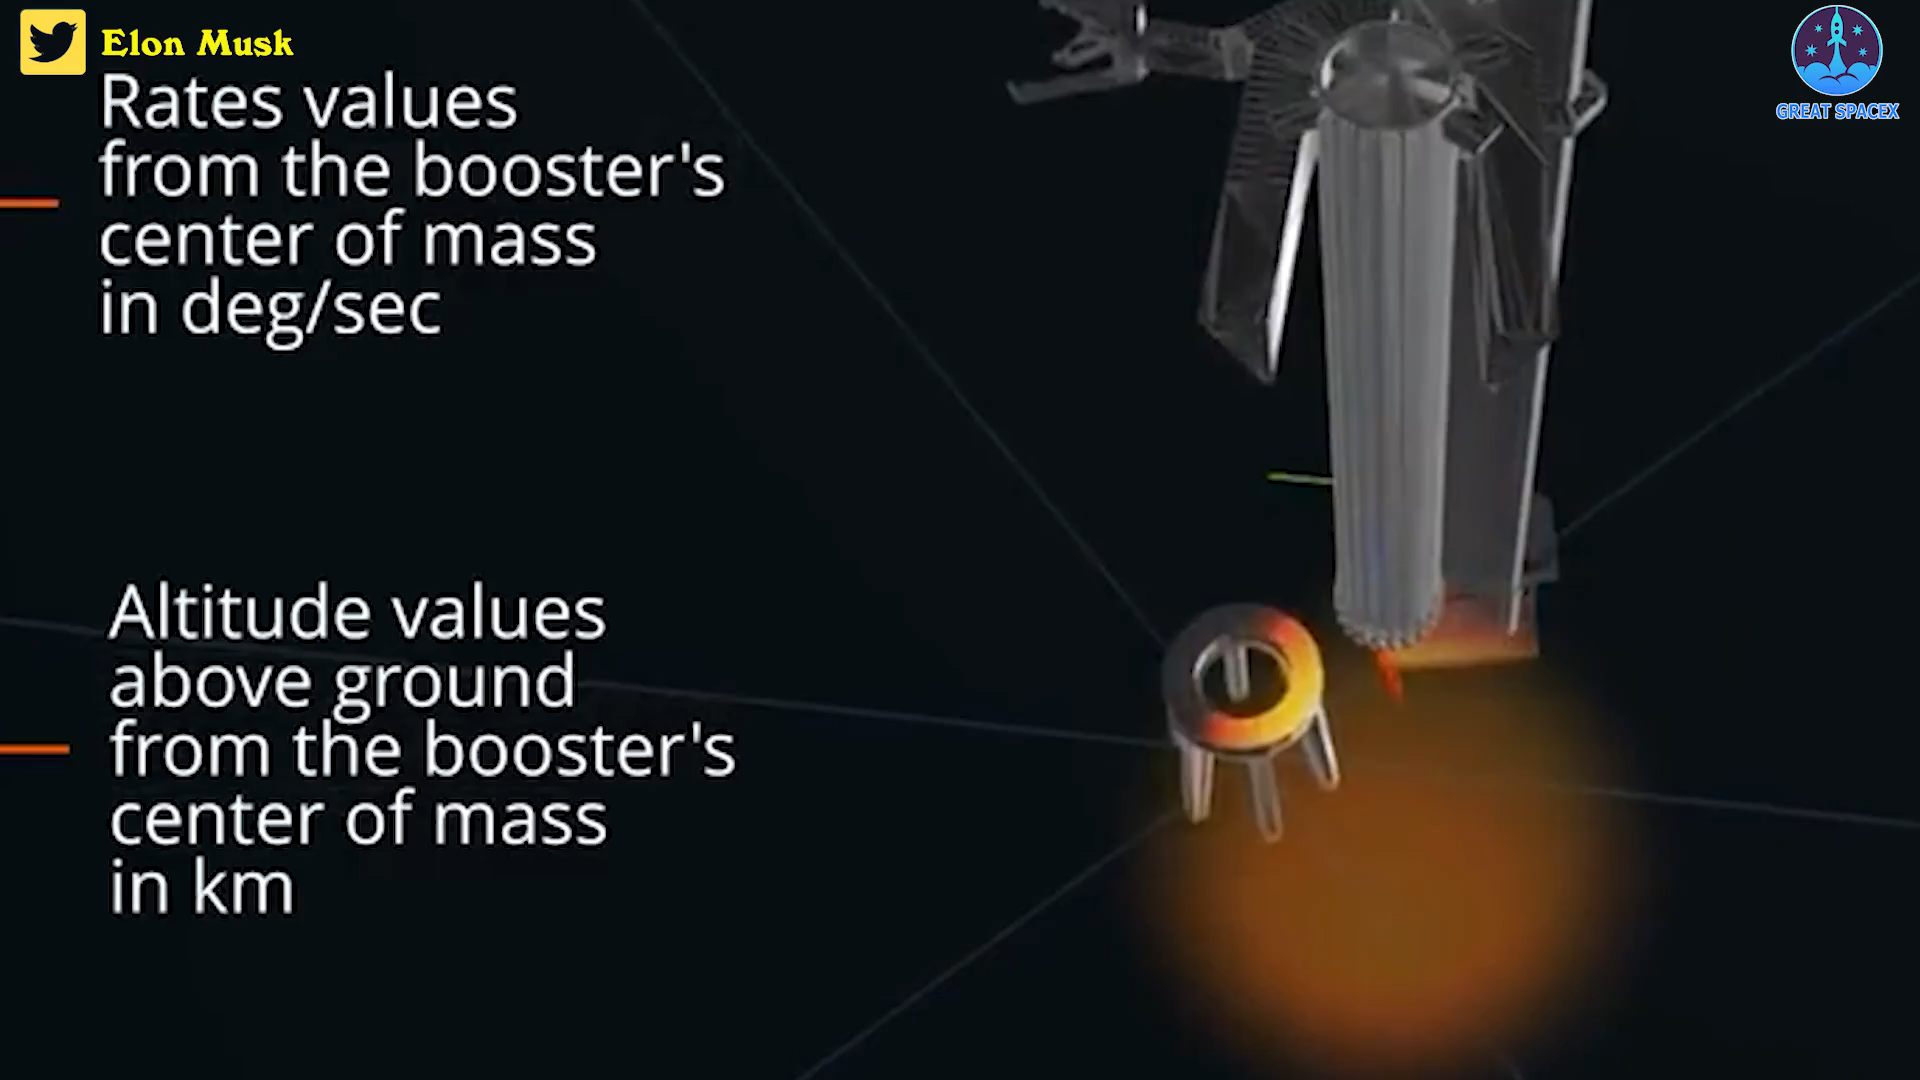 Elon Musk
Rates values
from the booster's
center of mass
in deg/sec
Altitude values
above ground
from the booster's
center of mass
in km
GREAT SPACEX